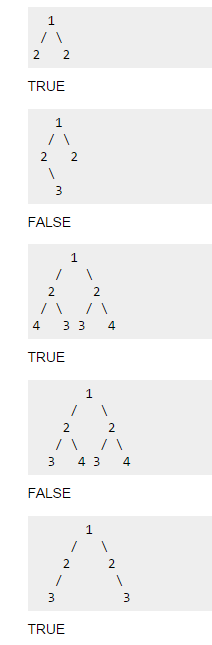 1
   / \
  2   2
TRUE
    1
   / \
  2   2
   \
    3
FALSE
       1
     /   \
    2     2
   / \   / \
  4   3 3   4
TRUE
       1
     /   \
    2     2
   / \   / \
  3   4 3   4
FALSE
       1
     /   \
    2     2
   /       \
  3         3
TRUE